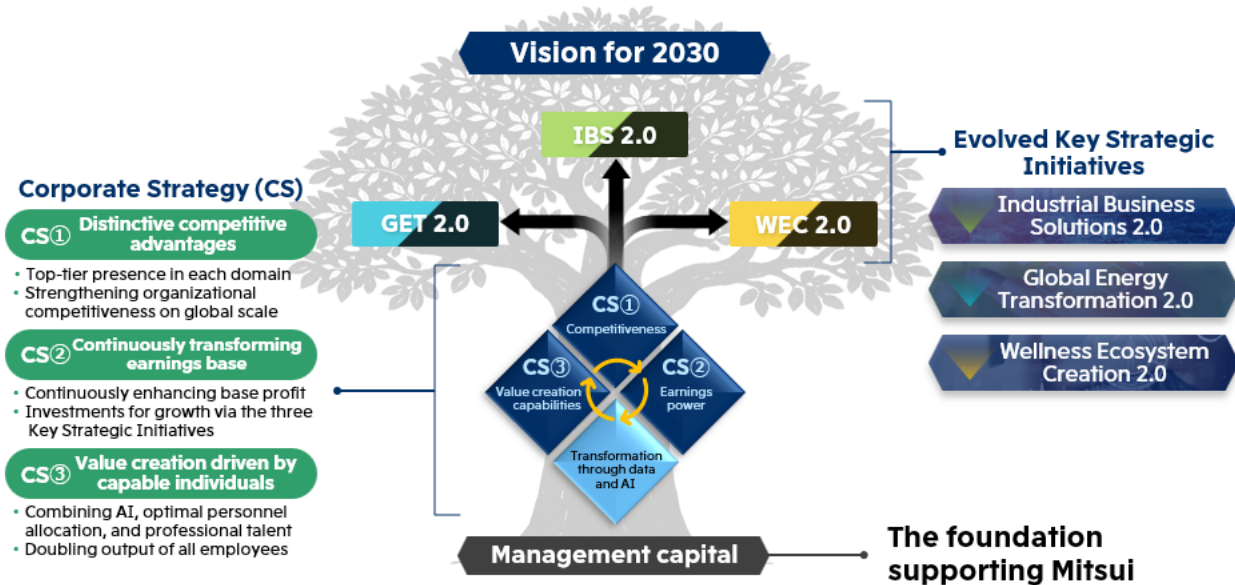 Vision for 2030
IBS 2.0
GET 2.0
WEC 2.0
Evolved Key Strategic
Initiatives
Industrial Business
Solutions 2.0
Global Energy
Transformation 2.0
Wellness Ecosystem
Creation 2.0
Corporate Strategy (CS)
CS① Distinctive competitive
advantages
• Top-tier presence in each domain
• Strengthening organizational
competitiveness on global scale
CS② Continuously transforming
earnings base
• Continuously enhancing base profit
• Investments for growth via the three
Key Strategic Initiatives
CS③ Value creation driven by
capable individuals
• Combining AI, optimal personnel
allocation, and professional talent
• Doubling output of all employees
CS①
Competitiveness
CS③
Value creation
capabilities
CS②
Earnings
power
Transformation
through data
and AI
Management capital
The foundation
supporting Mitsui